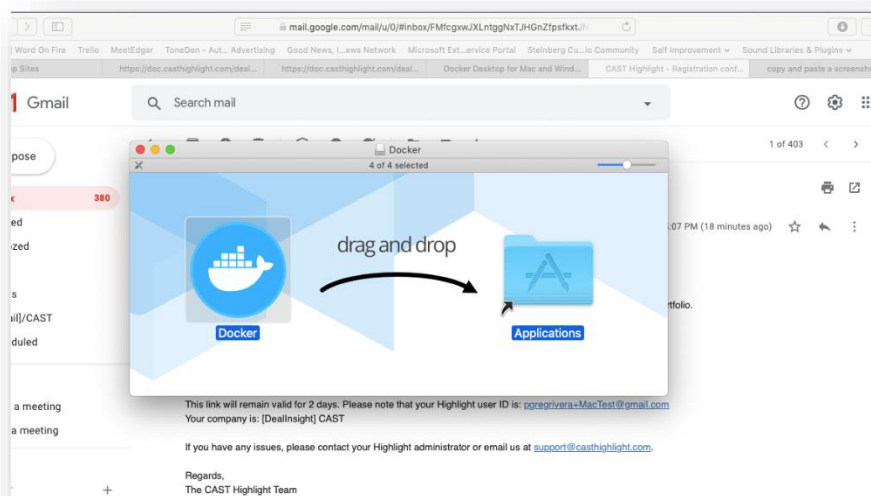 mail.google.com/mail/u/0/#inbox/FMfcgxwJXLntggNxTJHGnZfpsfkxtJN
Word On Fire Trello MeetEdgar ToneDen - Aut... Advertising Good News, I...ews Network Microsoft Ext...ervice Portal Steinberg Cu...io Community Self Improvement Sound Libraries & Plugins
p Sites https://doc.casthighlight.com/deal... https://doc.casthighlight.com/deal... Docker Desktop for Mac and Wind... CAST Highlight - Registration conf... copy and paste a screensh
Gmail
Search mail
1 of 403
pose
Docker
4 of 4 selected
380
ed
:07 PM (18 minutes ago)
zed
drag and drop
s
rtfolio.
il]/CAST
Docker
Applications
duled
This link will remain valid for 2 days. Please note that your Highlight user ID is: pgregrivera+MacTest@gmail.com
a meeting
Your company is: [DealInsight] CAST
a meeting
If you have any issues, please contact your Highlight administrator or email us at support@casthighlight.com.
Regards,
The CAST Highlight Team